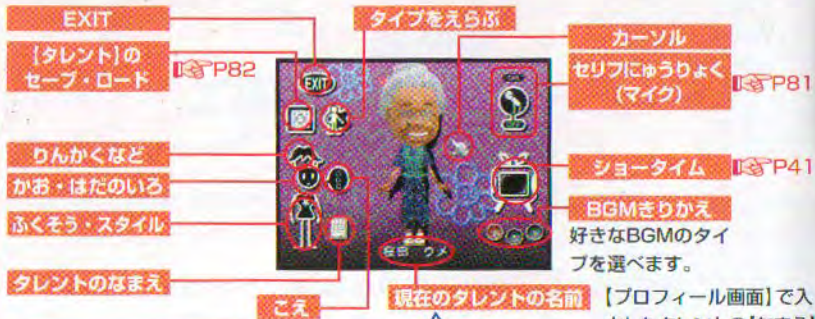 EXIT
タイプをえらぶ
カーソル
【タレント】の
セーブ・ロード
P82
EXIT
セリフにゅうりょく
(マイク)
P81
りんかくなど
かお・はだのいろ
ショータイム
P41
ふくそう・スタイル
BGMきりかえ
好きなBGMのタイ
プを選べます。
タレントのなまえ
こえ
現在のタレントの名前
【プロフィール画面】で入